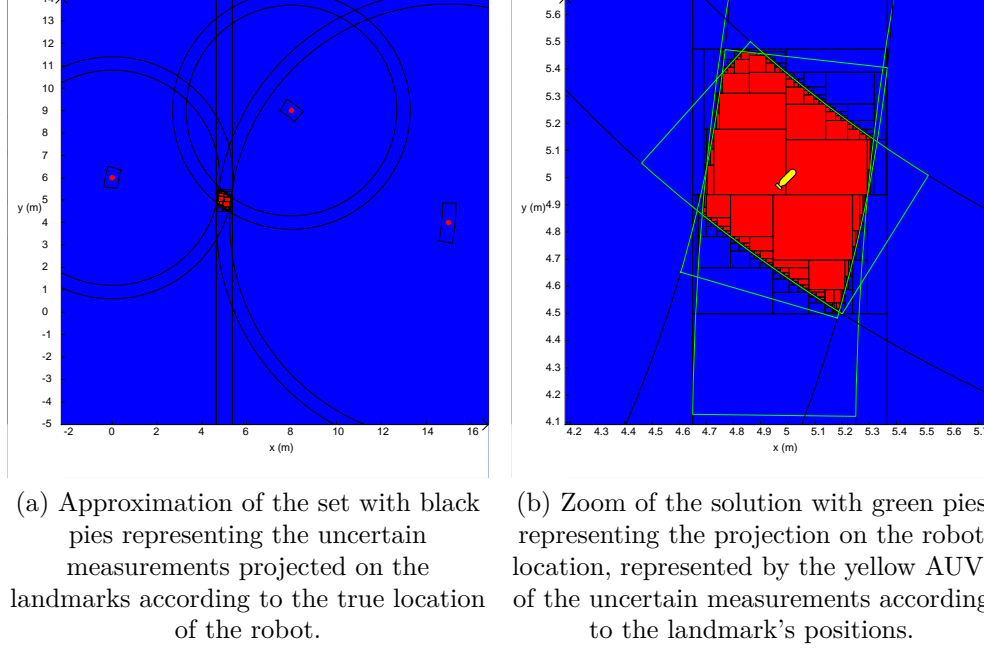 14
13
12
11
10
9
8
7
6
5
4
3
2
1
0
-1
-2
-3
-4
-5
y (m)
-2 0 2 4 6 8 10 12 14 16
x (m)
5.6
5.5
5.4
5.3
5.2
5.1
5
4.9
4.8
4.7
4.6
4.5
4.4
4.3
4.2
4.1
y (m)
4.2 4.3 4.4 4.5 4.6 4.7 4.8 4.9 5 5.1 5.2 5.3 5.4 5.5 5.6
x (m)
(a) Approximation of the set with black
pies representing the uncertain
measurements projected on the
landmarks according to the true location
of the robot.
(b) Zoom of the solution with green pies
representing the projection on the robot
location, represented by the yellow AUV
of the uncertain measurements according
to the landmark's positions.